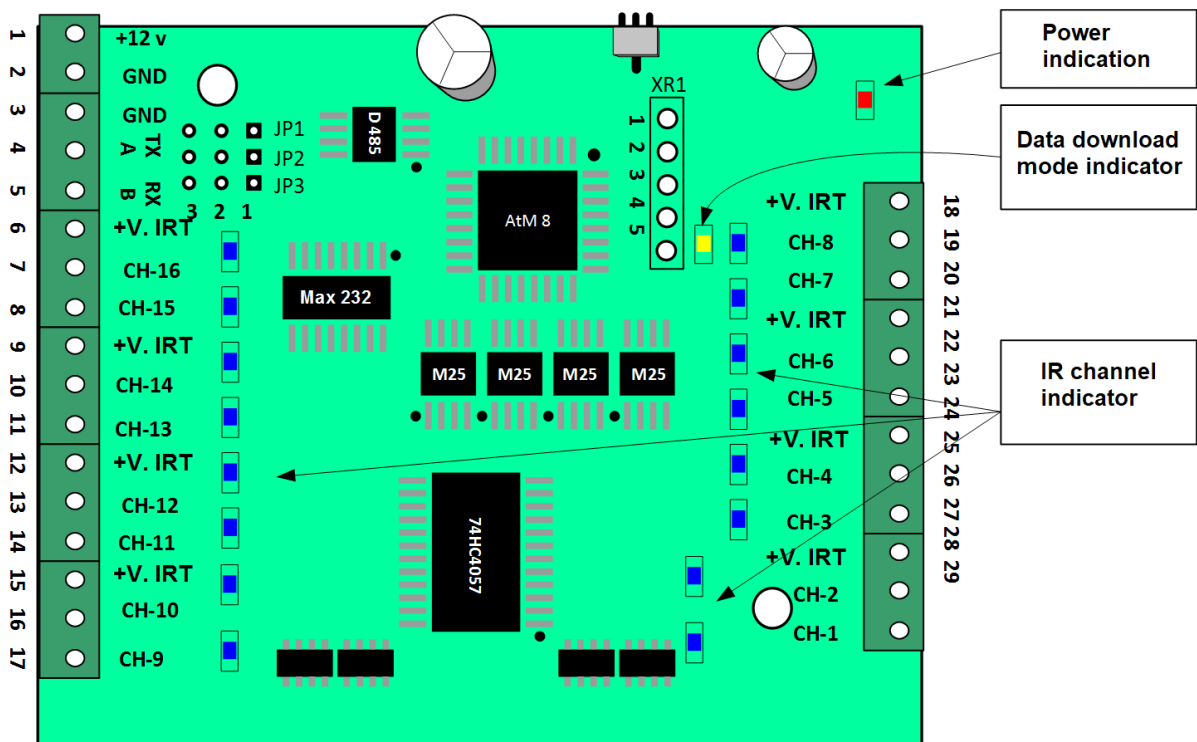 1
+12 v
2
GND
3
GND
4
A
TX
5
B
RX
JP1
JP2
JP3
3 2 1
6
+V. IRT
7
CH-16
8
CH-15
9
+V. IRT
10
CH-14
11
CH-13
12
+V. IRT
13
CH-12
14
CH-11
15
+V. IRT
16
CH-10
17
CH-9
D 485
Max 232
AtM 8
M25
M25
M25
M25
74HC4057
XR1
1
2
3
4
5
+V. IRT
CH-8
CH-7
+V. IRT
CH-6
CH-5
+V. IRT
CH-4
CH-3
+V. IRT
CH-2
CH-1
18
19
20
21
22
23
24
25
26
27
28
29
Power
indication
Data download
mode indicator
IR channel
indicator